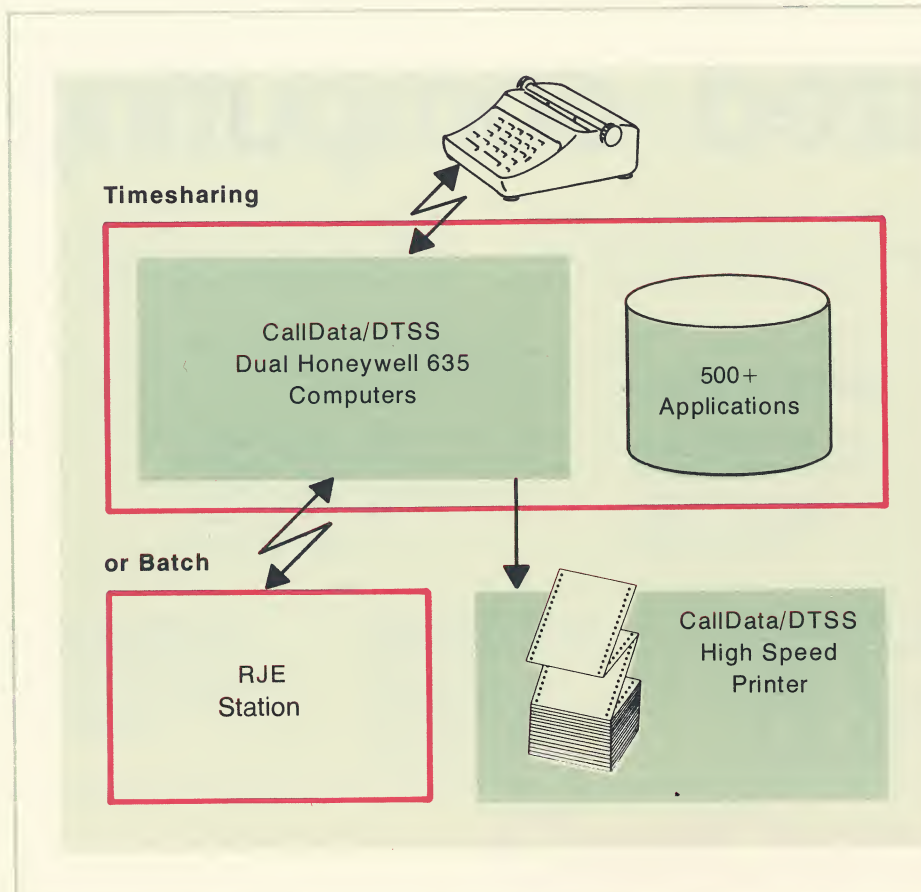 Timesharing
CallData/DTSS
Dual Honeywell 635
Computers
500+
Applications
or Batch
RJE
Station
CallData/DTSS
High Speed
Printer